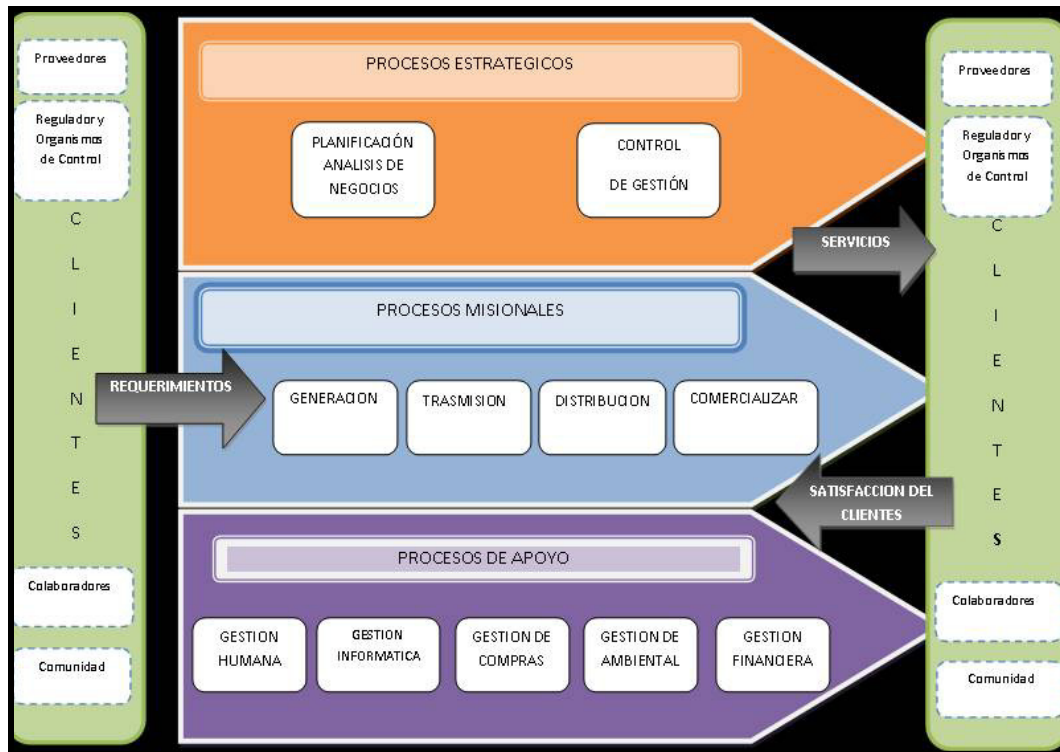 Proveedores
Regulador y
Organismos
de Control
C
L
I
E
N
T
E
S
Colaboradores
Comunidad
REQUERIMIENTOS
PROCESOS ESTRATEGICOS
PLANIFICACIÓN
ANALISIS DE
NEGOCIOS
CONTROL
DE GESTIÓN
SERVICIOS
PROCESOS MISIONALES
GENERACION
TRASMISION
DISTRIBUCION
COMERCIALIZAR
SATISFACCION DEL
CLIENTES
PROCESOS DE APOYO
GESTION
HUMANA
GESTION
INFORMATICA
GESTION DE
COMPRAS
GESTION DE
AMBIENTAL
GESTION
FINANCIERA
Proveedores
Regulador y
Organismos
de Control
C
L
I
E
N
T
E
S
Colaboradores
Comunidad